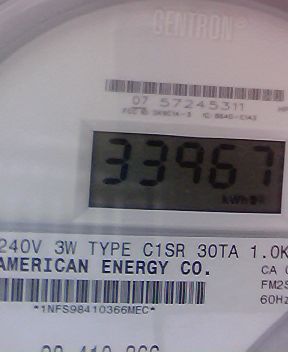 CENTRON
07 57245311
33967
kWh
240V 3W TYPE C1SR 30TA 1.0K
AMERICAN ENERGY CO.
CA
FM2S
60Hz
*1NFS98410366MEC*